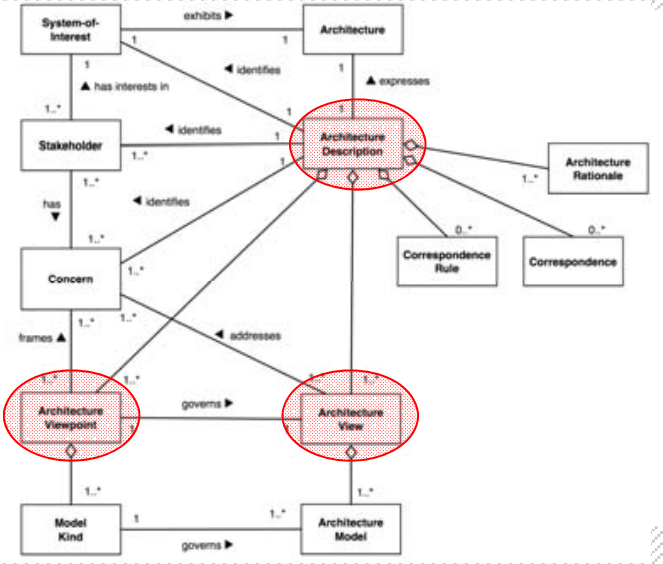 System-of-
Interest
exhibits ▶
Architecture
1
1
1
1
◀ identifies
▲ has interests in
▲ expresses
1..*
1
1
Stakeholder
◀ identifies
1
Architecture
Description
1..*
1
Architecture
Rationale
1..*
1..*
has
▼
◀ identifies
1..*
0..*
0..*
Concern
1..*
Correspondence
Rule
Correspondence
1..*
1..*
frames ▲
◀ addresses
1..*
1..*
1..*
1..*
Architecture
Viewpoint
governs ▶
Architecture
View
1
1
1..*
1..*
Model
Kind
1
1..*
Architecture
Model
governs ▶